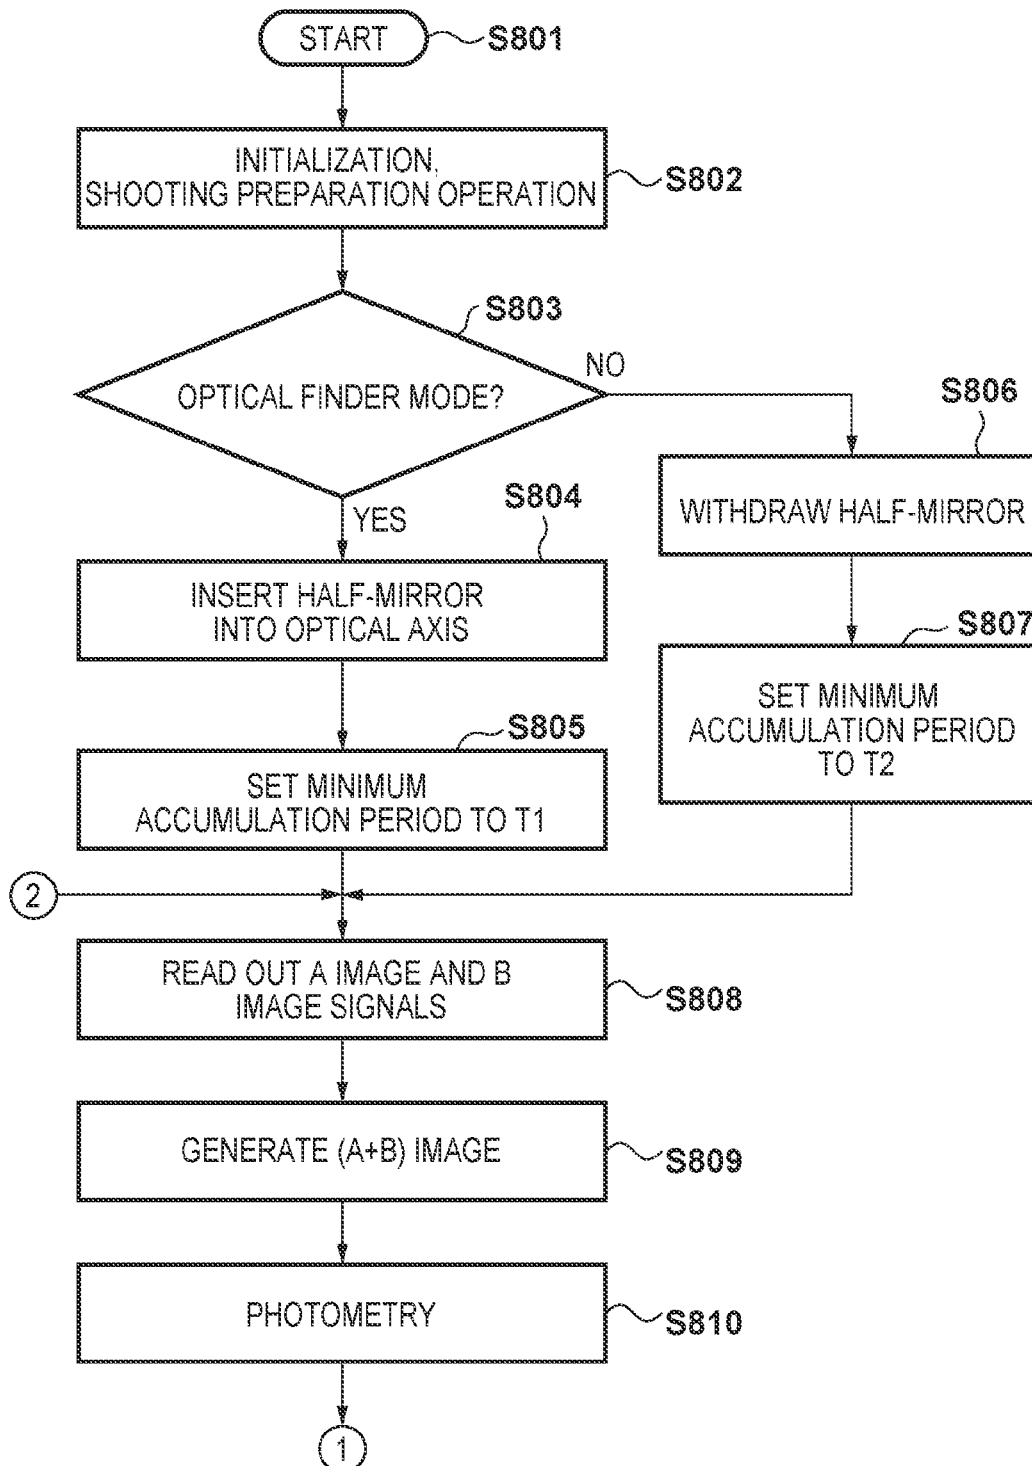 START
S801
INITIALIZATION,
SHOOTING PREPARATION OPERATION
S802
S803
OPTICAL FINDER MODE?
NO
YES
S804
INSERT HALF-MIRROR
INTO OPTICAL AXIS
S806
WITHDRAW HALF-MIRROR
S805
SET MINIMUM
ACCUMULATION PERIOD TO T1
S807
SET MINIMUM
ACCUMULATION PERIOD
TO T2
2
READ OUT A IMAGE AND B
IMAGE SIGNALS
S808
GENERATE (A+B) IMAGE
S809
PHOTOMETRY
S810
1